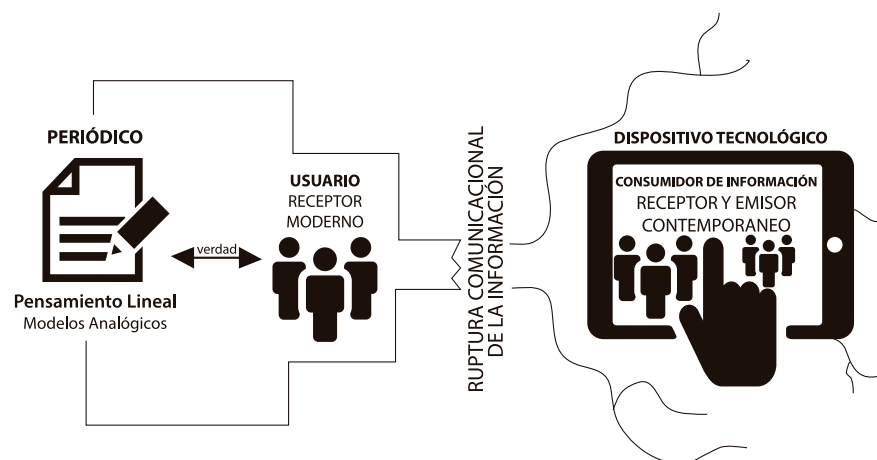 PERIÓDICO
Pensamiento Lineal
Modelos Analógicos
verdad
USUARIO
RECEPTOR
MODERNO
RUPTURA COMUNICACIONAL
DE LA INFORMACIÓN
DISPOSITIVO TECNOLÓGICO
CONSUMIDOR DE INFORMACIÓN
RECEPTOR Y EMISOR
CONTEMPORANEO